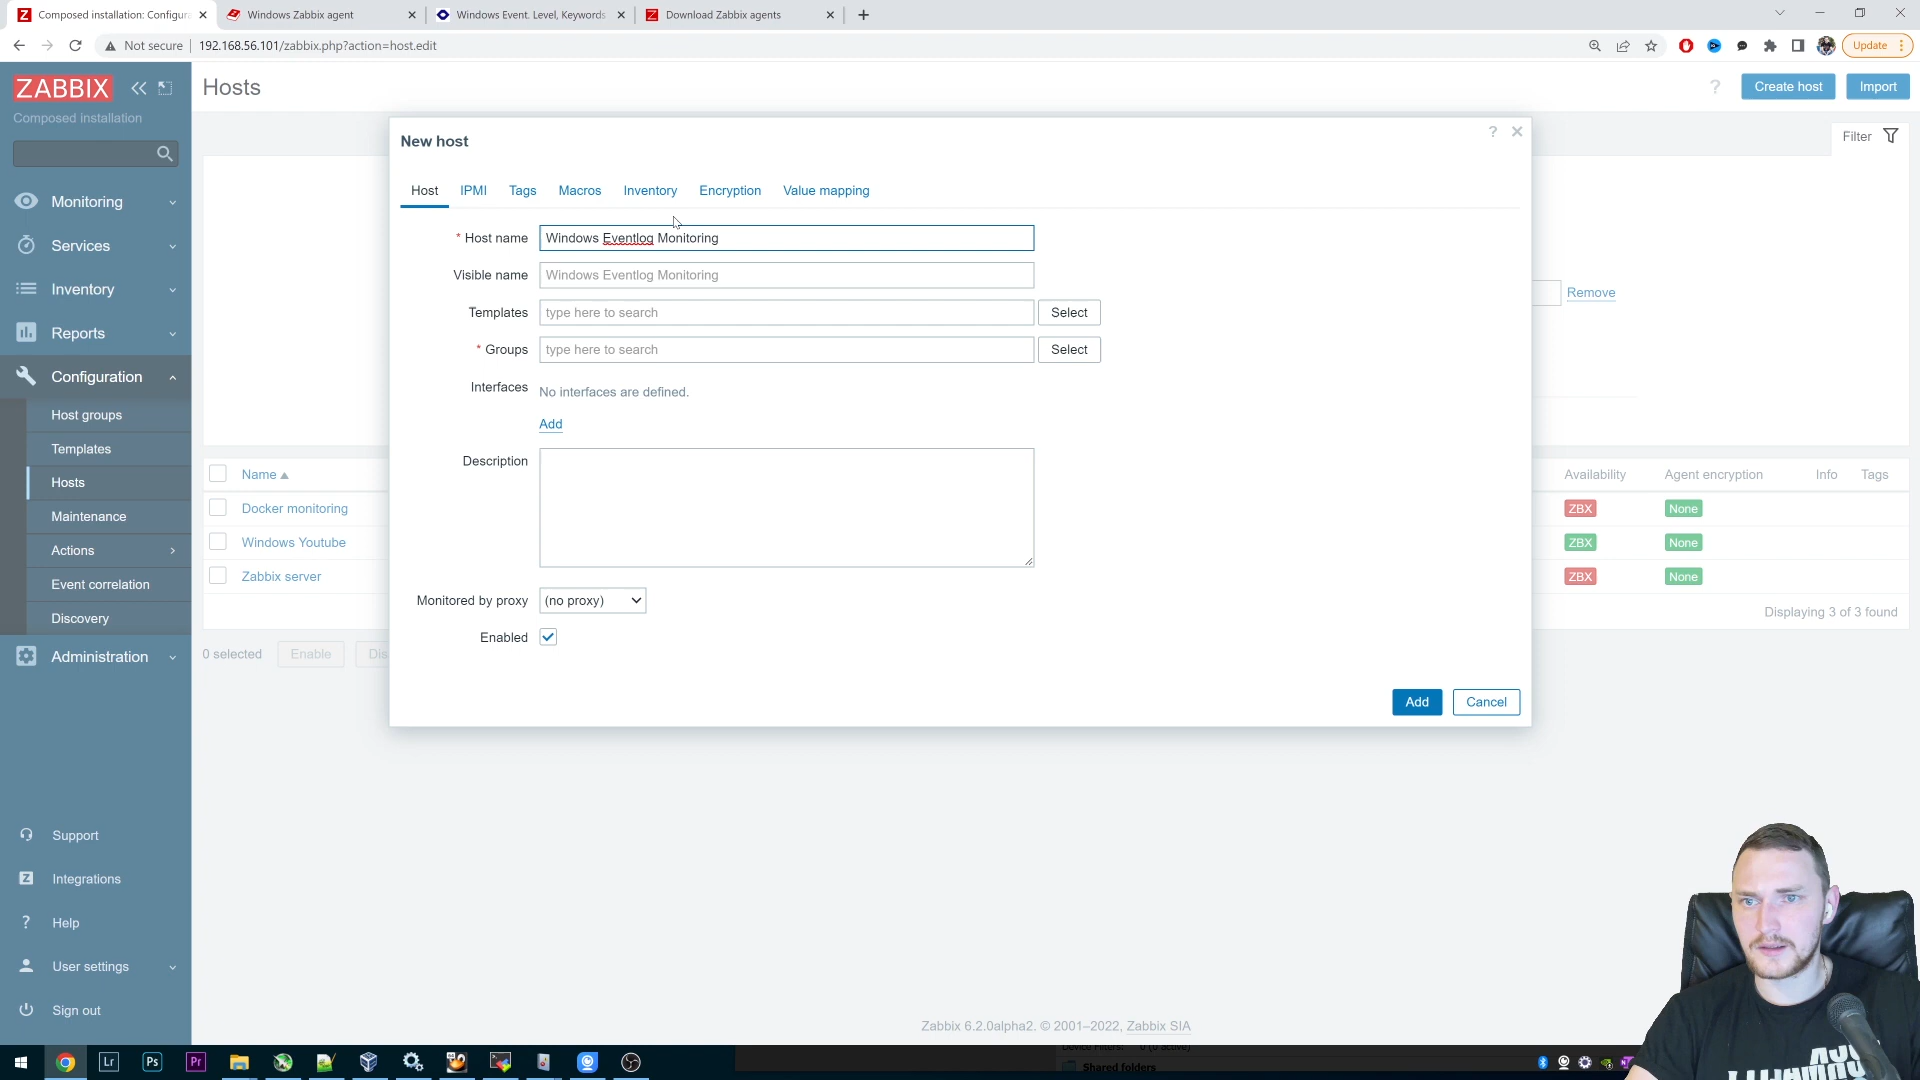 Composed installation: Configura
Windows Zabbix agent
Windows Event. Level, Keywords
Download Zabbix agents
Not secure
192.168.56.101/zabbix.php?action=host.edit
Update
ZABBIX
Composed installation
Monitoring
Services
Inventory
Reports
Configuration
Host groups
Templates
Hosts
Maintenance
Actions
Event correlation
Discovery
Administration
Support
Integrations
Help
User settings
Sign out
Hosts
? Create host Import
Filter
New host
?
Host IPMI Tags Macros Inventory Encryption Value mapping
* Host name Windows Eventlog Monitoring
Visible name Windows Eventlog Monitoring
Templates type here to search Select
* Groups type here to search Select
Interfaces No interfaces are defined.
Add
Description
Monitored by proxy (no proxy)
Enabled
Add Cancel
Remove
Name Availability Agent encryption Info Tags
Docker monitoring ZBX None
Windows Youtube ZBX None
Zabbix server ZBX None
Displaying 3 of 3 found
0 selected Enable Dis
Zabbix 6.2.0alpha2. © 2001–2022, Zabbix SIA
Lr Ps Pr
Shared folders